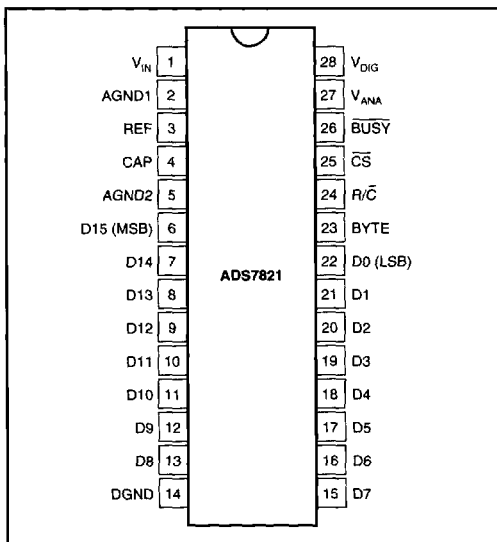 V_IN 1 28 V_DIG
AGND1 2 27 V_ANA
REF 3 26 B̅U̅S̅Y̅
CAP 4 25 C̅S̅
AGND2 5 24 R/C̅
D15 (MSB) 6 23 BYTE
D14 7 22 D0 (LSB)
ADS7821
D13 8 21 D1
D12 9 20 D2
D11 10 19 D3
D10 11 18 D4
D9 12 17 D5
D8 13 16 D6
DGND 14 15 D7